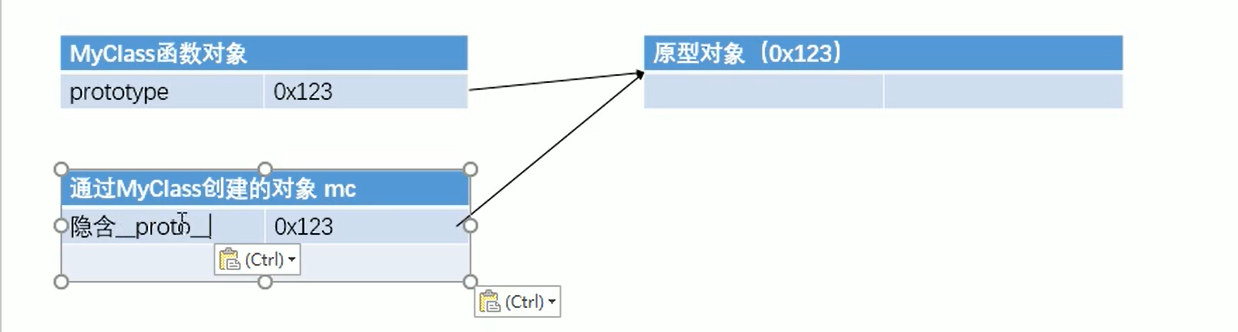 MyClass函数对象
prototype 0x123
原型对象（0x123）
通过MyClass创建的对象 mc
隐含__proto__ 0x123
(Ctrl)
(Ctrl)